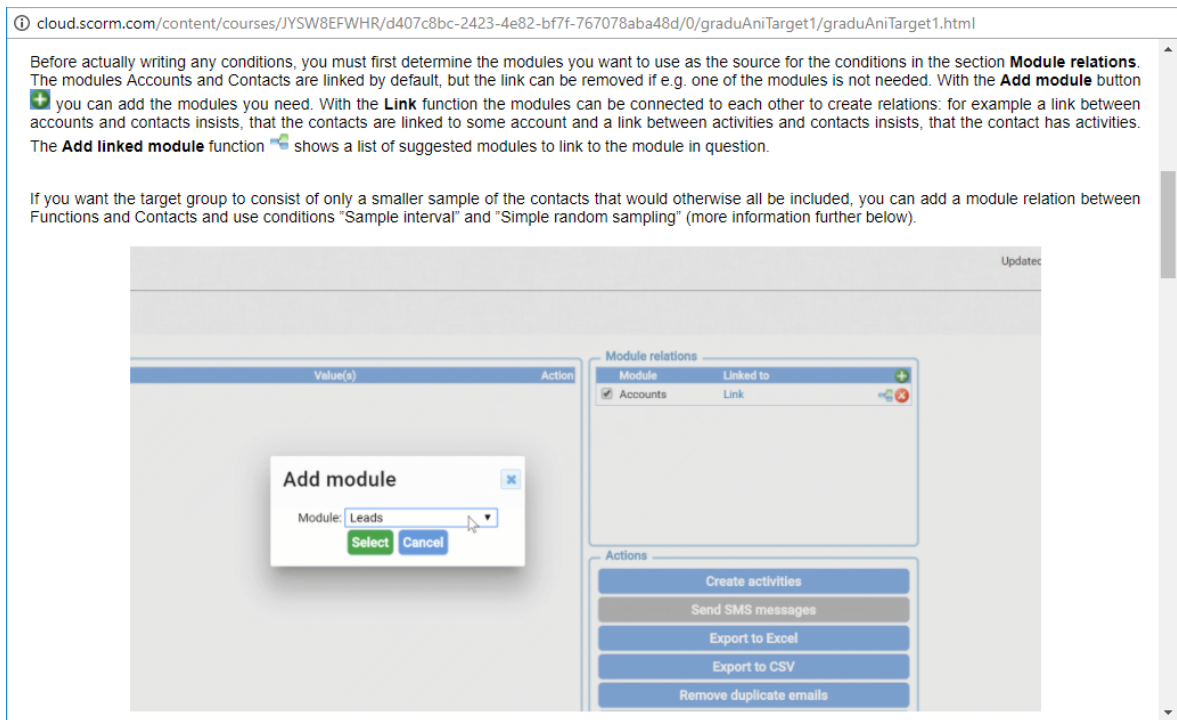 cloud.scorm.com/content/courses/JYSW8EFWHR/d407c8bc-2423-4e82-bf7f-767078aba48d/0/graduAniTarget1/graduAniTarget1.html
Before actually writing any conditions, you must first determine the modules you want to use as the source for the conditions in the section Module relations.
The modules Accounts and Contacts are linked by default, but the link can be removed if e.g. one of the modules is not needed. With the Add module button
you can add the modules you need. With the Link function the modules can be connected to each other to create relations: for example a link between
accounts and contacts insists, that the contacts are linked to some account and a link between activities and contacts insists, that the contact has activities.
The Add linked module function shows a list of suggested modules to link to the module in question.
If you want the target group to consist of only a smaller sample of the contacts that would otherwise all be included, you can add a module relation between
Functions and Contacts and use conditions ”Sample interval” and ”Simple random sampling” (more information further below).
Updated
Module relations
Value(s) Action
Module Linked to
Accounts Link
Add module
Module: Leads
Select Cancel
Actions
Create activities
Send SMS messages
Export to Excel
Export to CSV
Remove duplicate emails